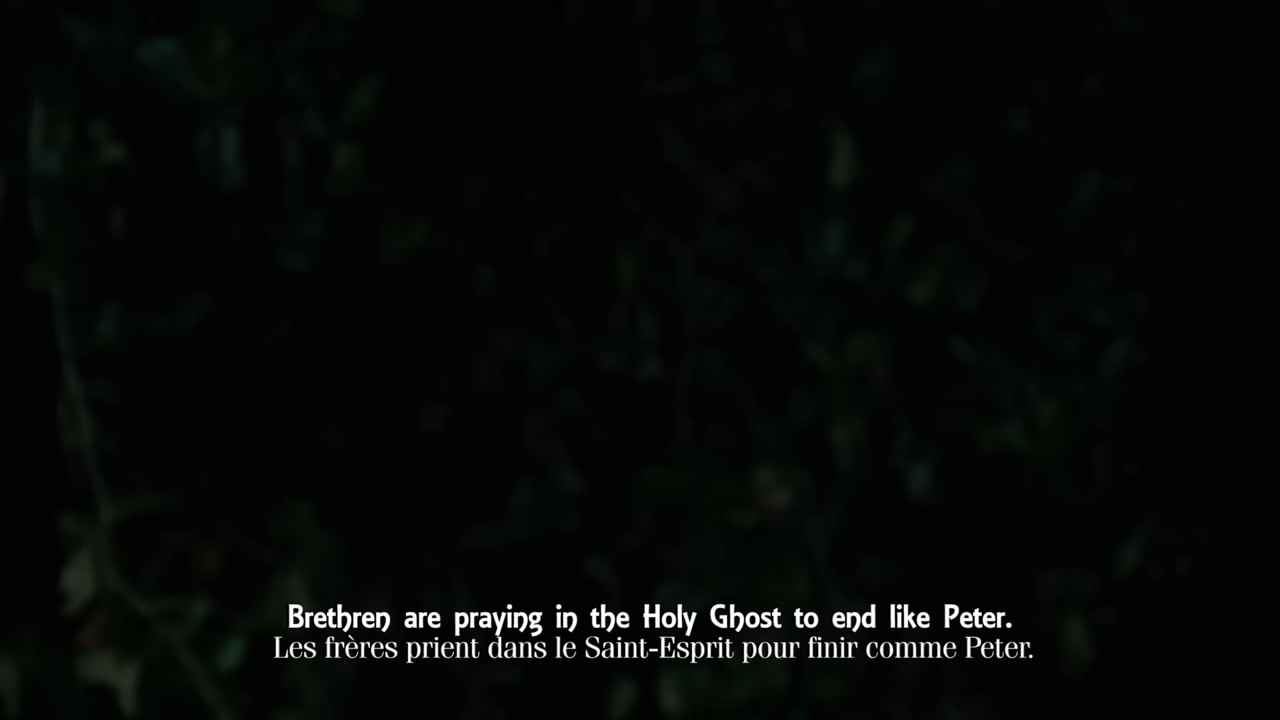 Brethren are praying in the Holy Ghost to end like Peter.
Les frères prient dans le Saint-Esprit pour finir comme Peter.